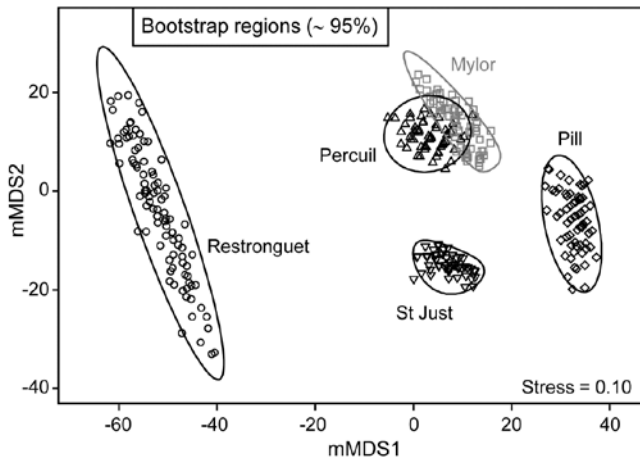 Bootstrap regions (~ 95%)
Mylor
Percuil
Pill
Restronguet
St Just
Stress = 0.10
mMDS2
20
0
-20
-40
-60
-40
-20
0
20
40
mMDS1